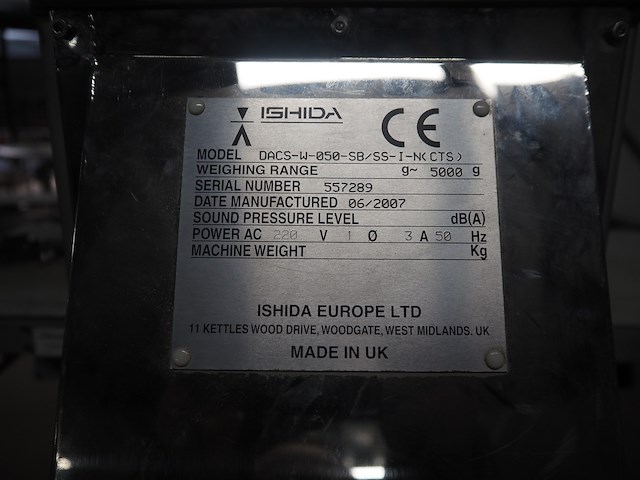 ISHIDA CE
MODEL DACS-W-050-SB/SS-I-N(CTS)
WEIGHING RANGE g~ 5000 g
SERIAL NUMBER 557289
DATE MANUFACTURED 06/2007
SOUND PRESSURE LEVEL dB(A)
POWER AC 220 V 1 Ø 3 A 50 Hz
MACHINE WEIGHT Kg
ISHIDA EUROPE LTD
11 KETTLES WOOD DRIVE, WOODGATE, WEST MIDLANDS. UK
MADE IN UK